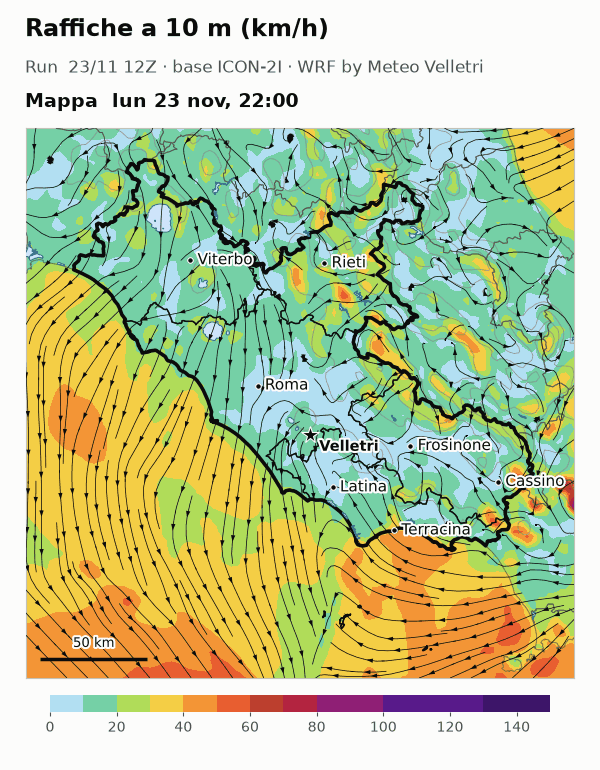 Raffiche a 10 m (km/h)
Run  23/11 12Z · base ICON-2I · WRF by Meteo Velletri
Mappa  lun 23 nov, 22:00
Viterbo
Rieti
Roma
Velletri
Frosinone
Cassino
Latina
Terracina
50 km
0 20 40 60 80 100 120 140